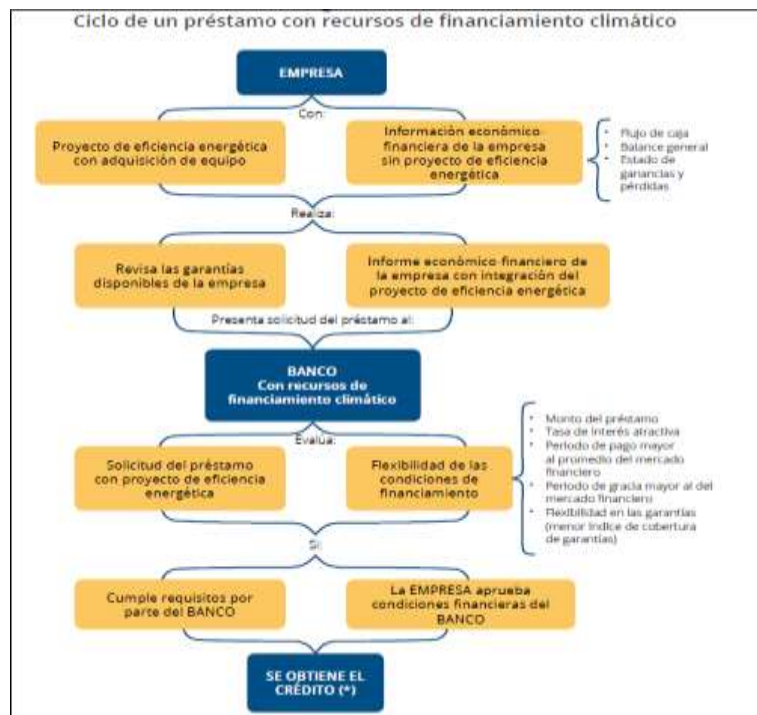 Ciclo de un préstamo con recursos de financiamiento climático
EMPRESA
Con:
Proyecto de eficiencia energética
con adquisición de equipo
Información económico-
financiera de la empresa
sin proyecto de eficiencia
energética
• Flujo de caja
• Balance general
• Estado de
ganancias y
pérdidas
Realiza:
Revisa las garantías
disponibles de la empresa
Informe económico-financiero de
la empresa con integración del
proyecto de eficiencia energética
Presenta solicitud del préstamo al:
BANCO
Con recursos de
financiamiento climático
Evalúa:
Solicitud del préstamo
con proyecto de eficiencia
energética
Flexibilidad de las
condiciones de
financiamiento
• Monto del préstamo
• Tasa de interés atractiva
• Periodo de pago mayor
al promedio del mercado
financiero
• Periodo de gracia mayor al del
mercado financiero
• Flexibilidad en las garantías
(menor índice de cobertura
de garantías)
Si:
Cumple requisitos por
parte del BANCO
La EMPRESA aprueba
condiciones financieras del
BANCO
SE OBTIENE EL
CRÉDITO (*)